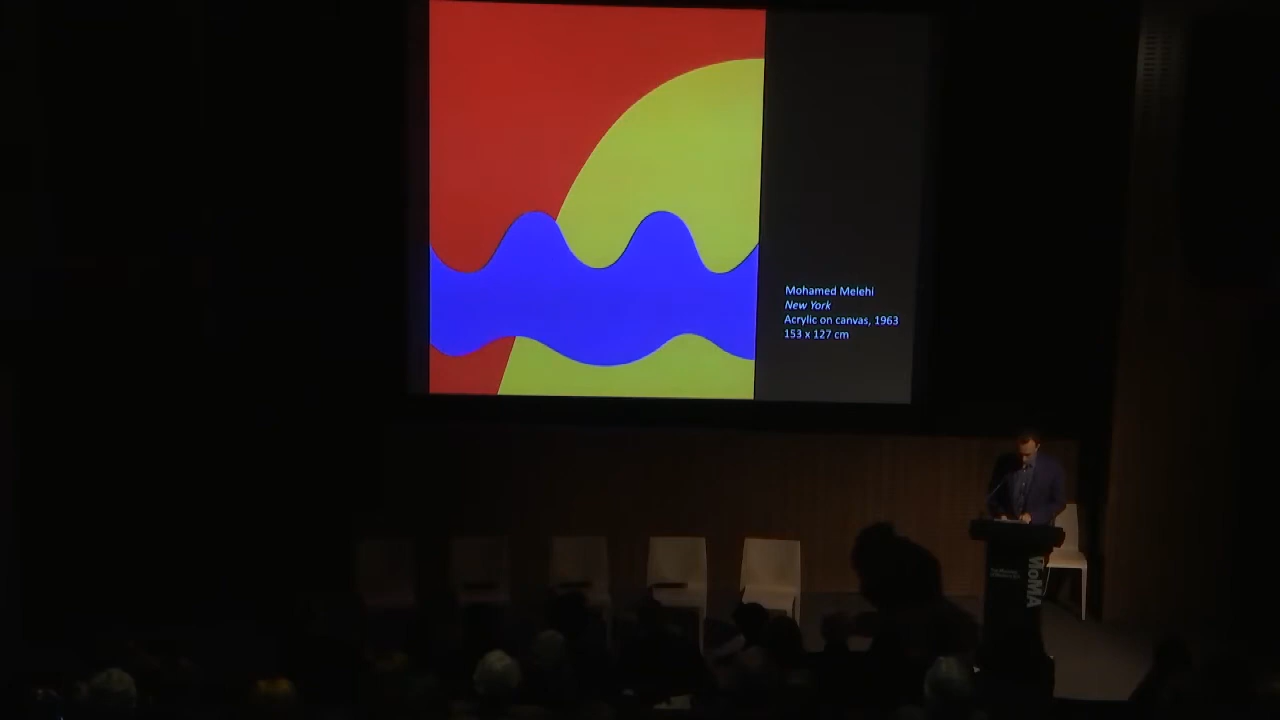 Mohamed Melehi
New York
Acrylic on canvas, 1963
153 x 127 cm
MoMA